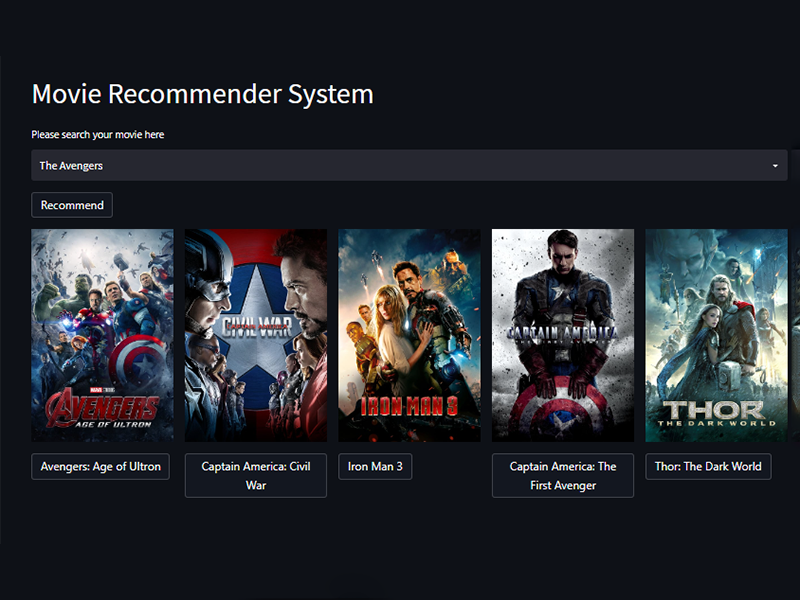 Movie Recommender System
Please search your movie here
The Avengers
Recommend
MARVEL
AVENGERS
AGE OF ULTRON
CAPTAIN AMERICA
CIVIL WAR
IRON MAN 3
CAPTAIN AMERICA
THOR
THE DARK WORLD
Avengers: Age of Ultron
Captain America: Civil
War
Iron Man 3
Captain America: The
First Avenger
Thor: The Dark World